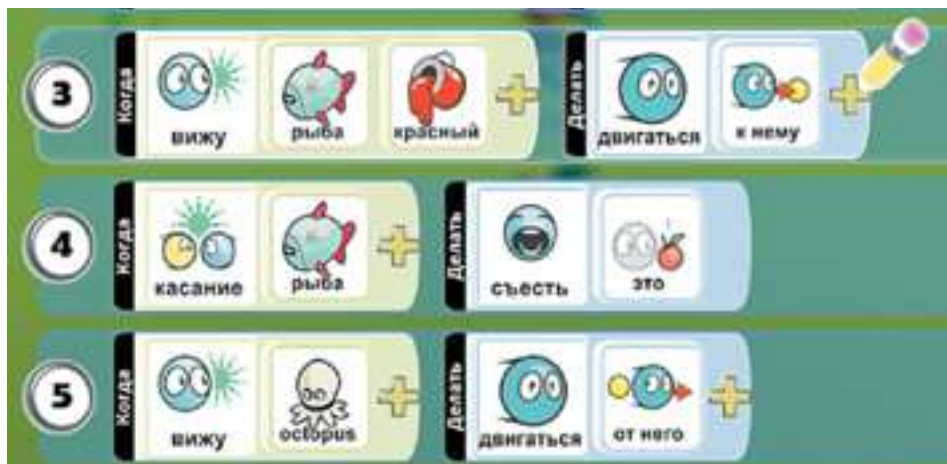 3 Когда вижу рыба красный Делать двигаться к нему
4 Когда касание рыба Делать съесть это
5 Когда вижу octopus Делать двигаться от него